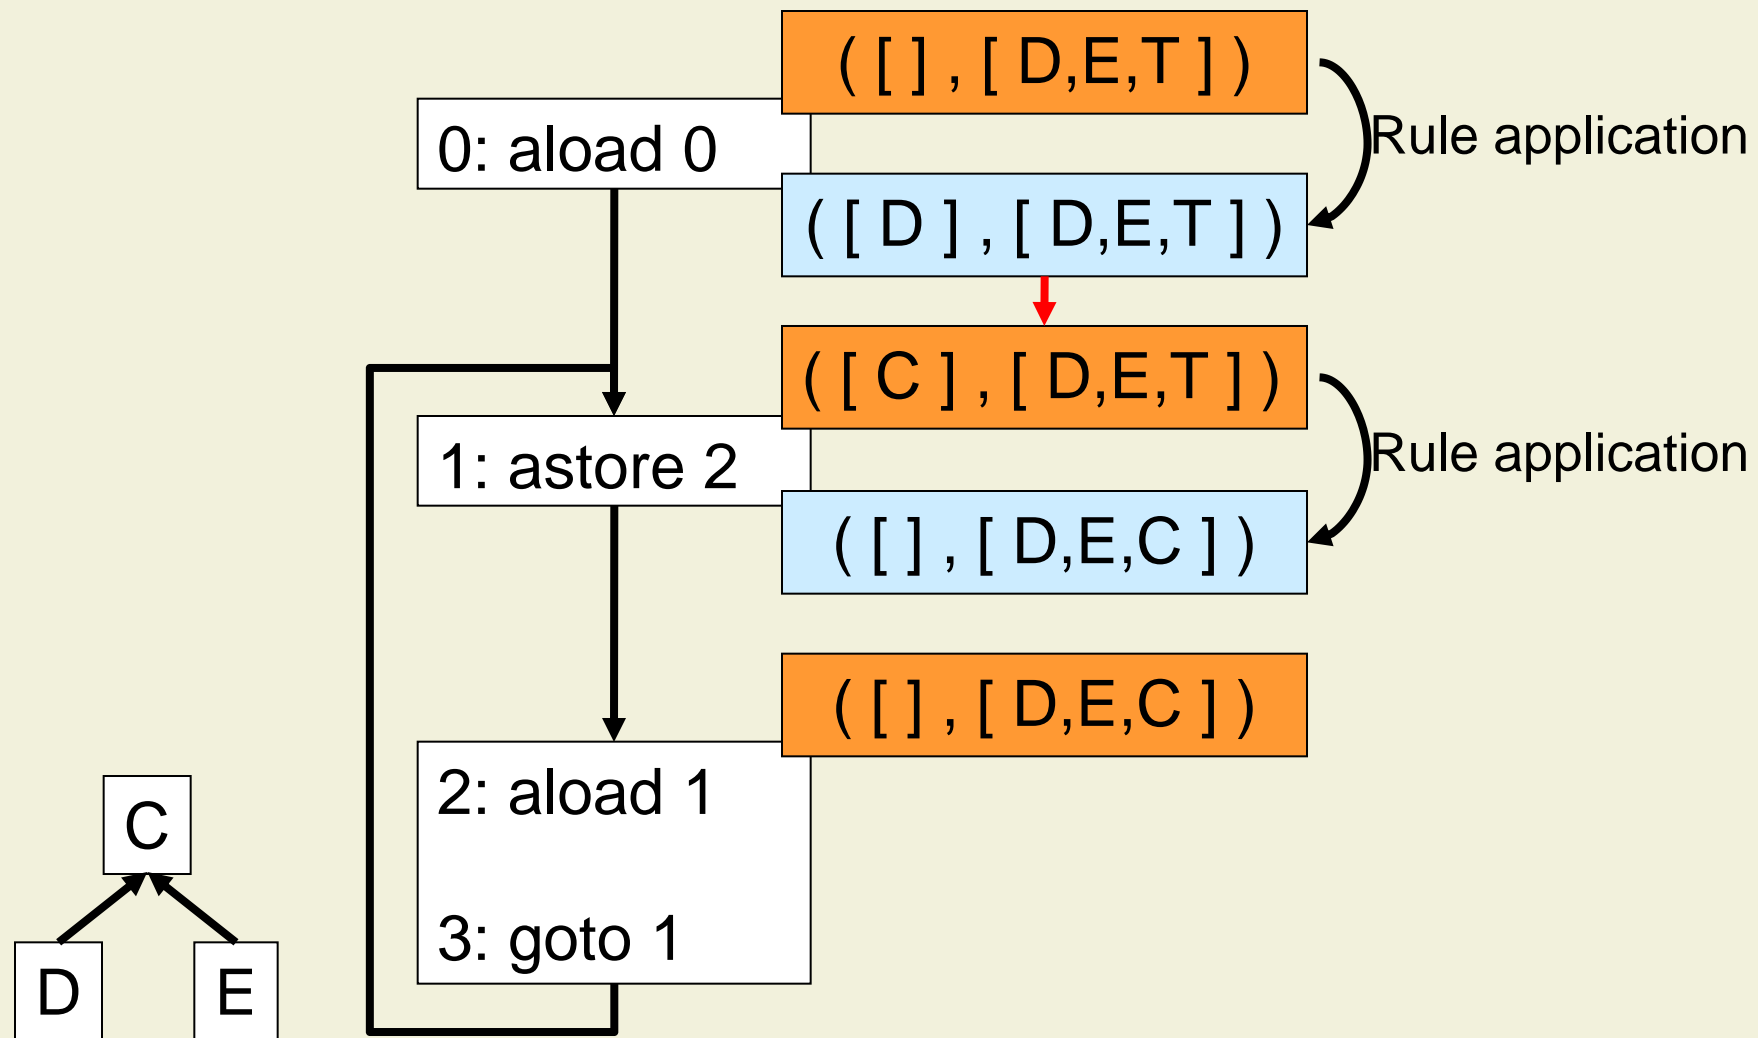 ( [ ] , [ D,E,T ] )
0: aload 0
Rule application
( [ D ] , [ D,E,T ] )
( [ C ] , [ D,E,T ] )
1: astore 2
Rule application
( [ ] , [ D,E,C ] )
( [ ] , [ D,E,C ] )
2: aload 1
3: goto 1
C
D
E